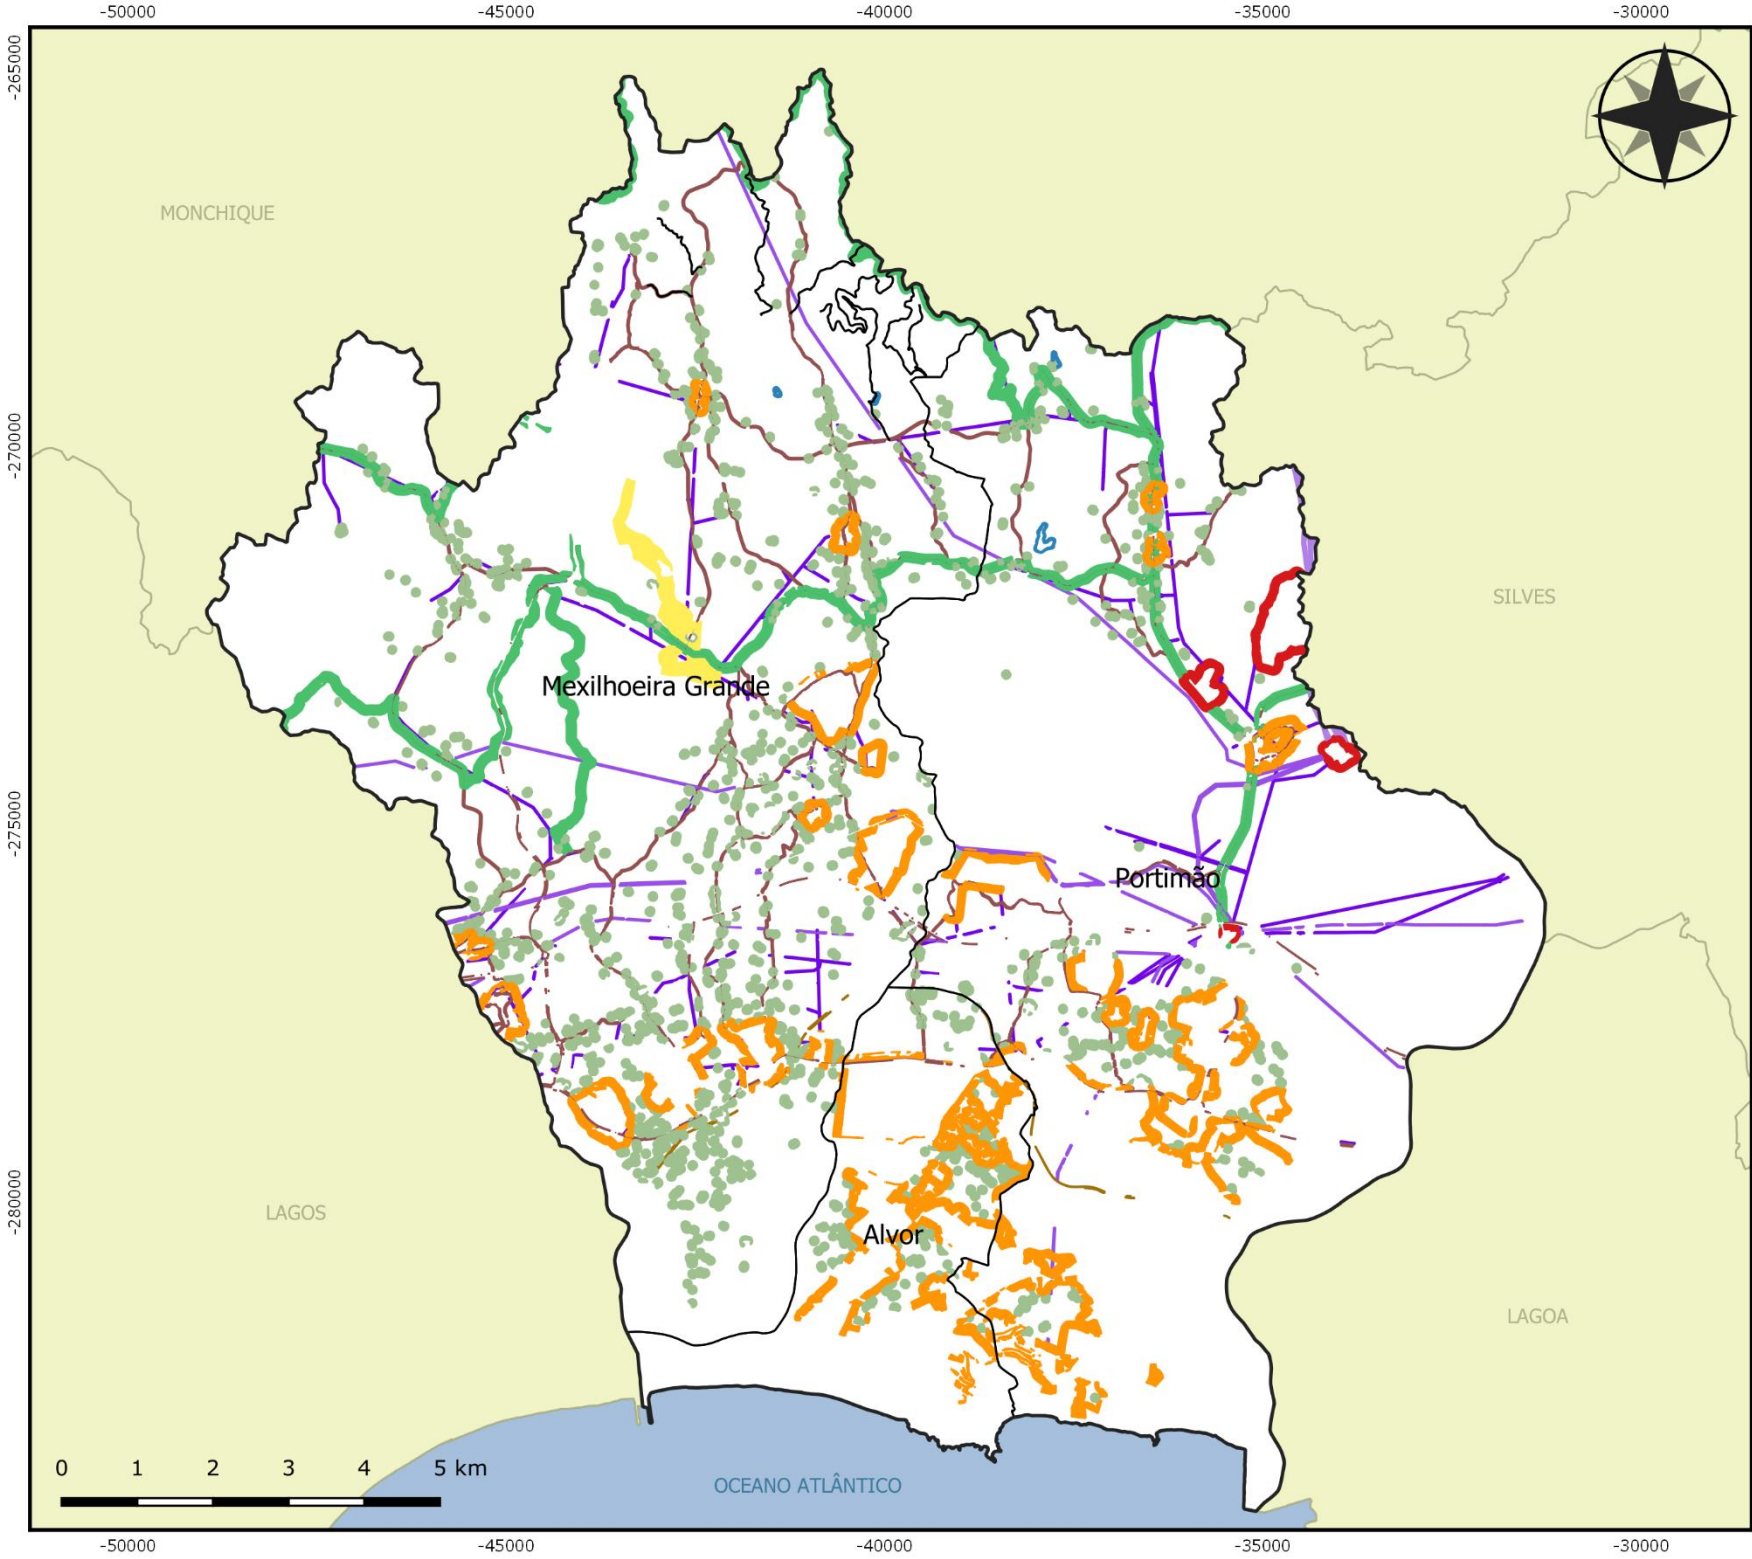 -50000 -45000 -40000 -35000 -30000
-265000
MONCHIQUE
-270000
SILVES
Mexilhoeira Grande
-275000
Portimão
-280000
LAGOS
Alvor
LAGOA
0 1 2 3 4 5 km
OCEANO ATLÂNTICO
-50000 -45000 -40000 -35000 -30000